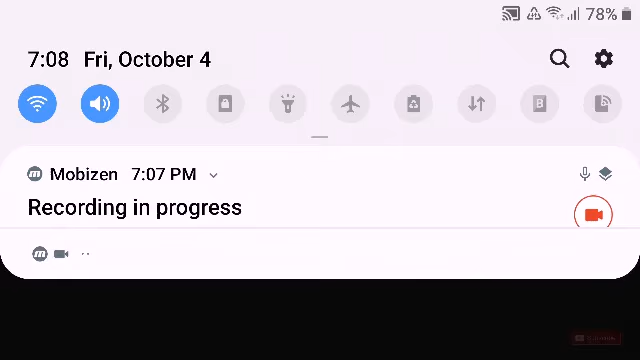 78%
7:08 Fri, October 4
B
Mobizen 7:07 PM
Recording in progress